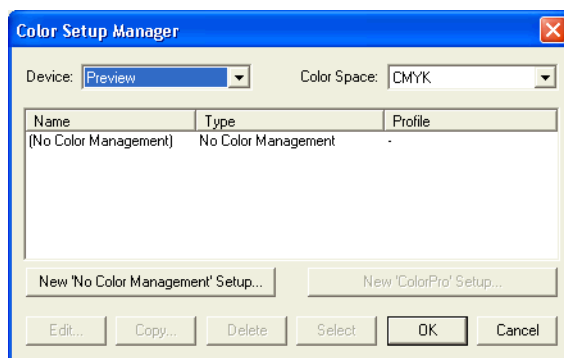 Color Setup Manager
Device: Preview Color Space: CMYK
Name Type Profile
(No Color Management) No Color Management -
New 'No Color Management' Setup... New 'ColorPro' Setup...
Edit... Copy... Delete Select OK Cancel